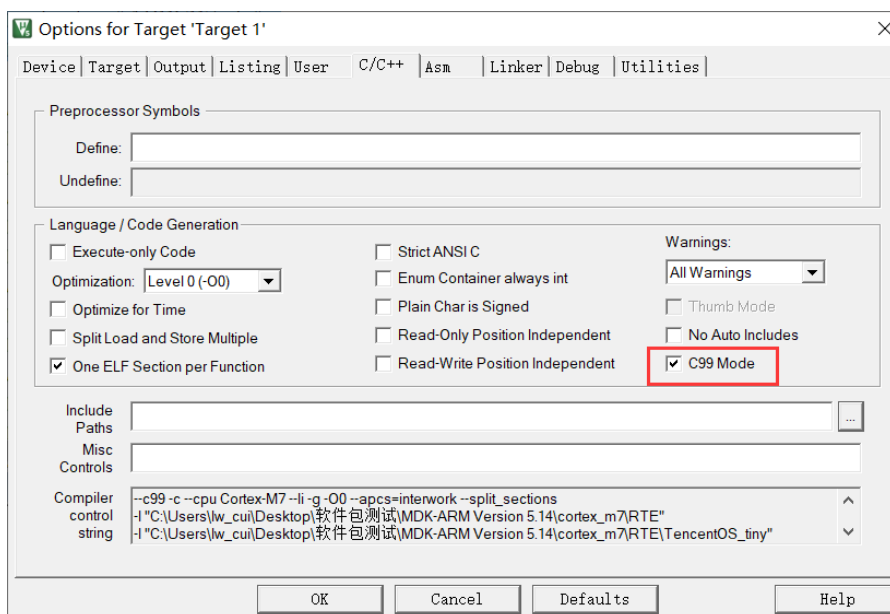 Options for Target 'Target 1'
Device Target Output Listing User C/C++ Asm Linker Debug Utilities
Preprocessor Symbols
Define:
Undefine:
Language / Code Generation
Execute-only Code
Strict ANSI C
Warnings:
Optimization: Level 0 (-O0)
Enum Container always int
All Warnings
Optimize for Time
Plain Char is Signed
Thumb Mode
Split Load and Store Multiple
Read-Only Position Independent
No Auto Includes
One ELF Section per Function
Read-Write Position Independent
C99 Mode
Include
Paths
...
Misc
Controls
Compiler
control
string
--c99 -c --cpu Cortex-M7 --li -g -O0 --apcs=interwork --split_sections
-I "C:\Users\lw_cui\Desktop\软件包测试\MDK-ARM Version 5.14\cortex_m7\RTE"
-I "C:\Users\lw_cui\Desktop\软件包测试\MDK-ARM Version 5.14\cortex_m7\RTE\TencentOS_tiny"
OK Cancel Defaults Help